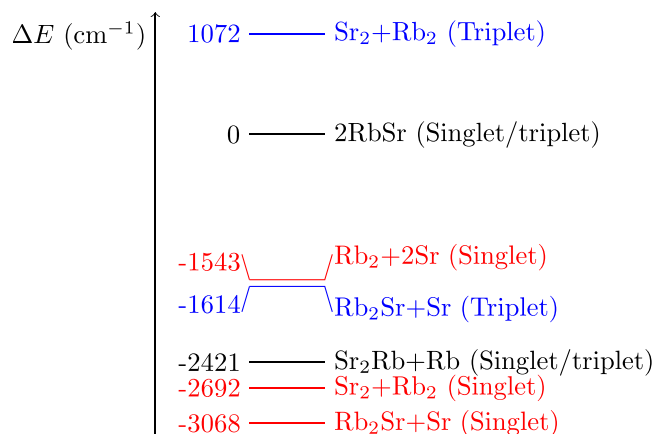 ΔE (cm⁻¹)
1072 Sr₂+Rb₂ (Triplet)
0 2RbSr (Singlet/triplet)
-1543 Rb₂+2Sr (Singlet)
-1614 Rb₂Sr+Sr (Triplet)
-2421 Sr₂Rb+Rb (Singlet/triplet)
-2692 Sr₂+Rb₂ (Singlet)
-3068 Rb₂Sr+Sr (Singlet)